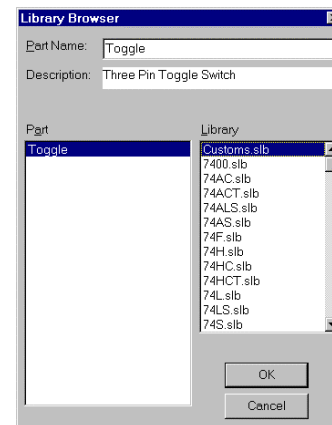 Library Browser
Part Name: Toggle
Description: Three Pin Toggle Switch
Part
Library
Toggle
Customs.slb
7400.slb
74AC.slb
74ACT.slb
74ALS.slb
74AS.slb
74F.slb
74H.slb
74HC.slb
74HCT.slb
74L.slb
74LS.slb
74S.slb
OK
Cancel